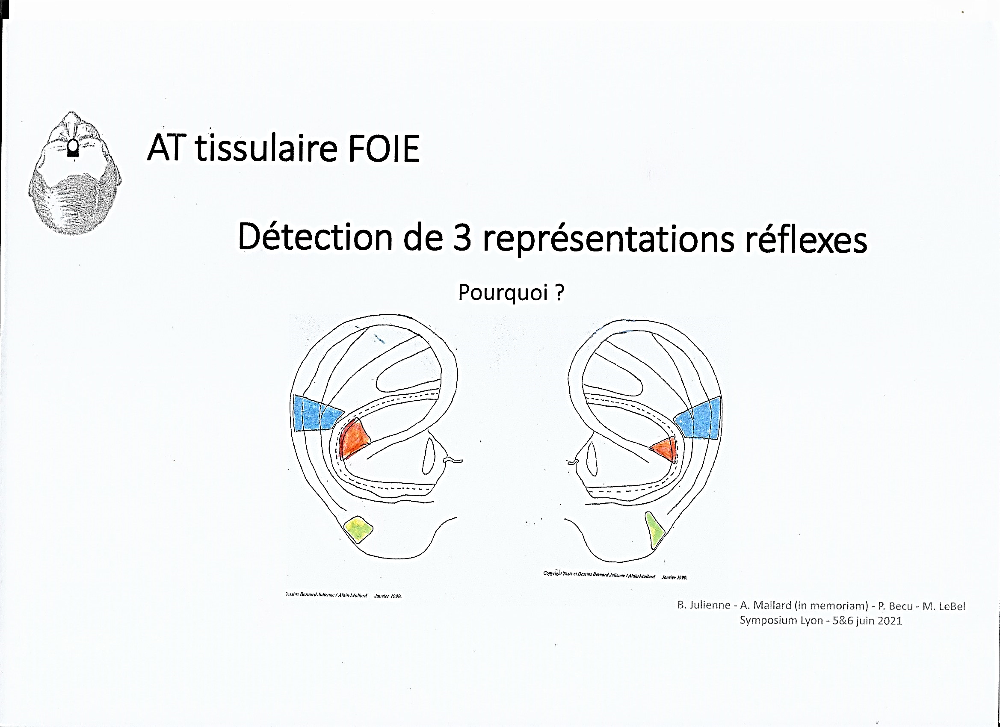 AT tissulaire FOIE
Détection de 3 représentations réflexes
Pourquoi ?
Copyright Texte et Dessins Bernard Julienne / Alain Mallard Janvier 1999.
Dessins Bernard Julienne / Alain Mallard Janvier 1999.
B. Julienne - A. Mallard (in memoriam) - P. Becu - M. LeBel
Symposium Lyon - 5&6 juin 2021